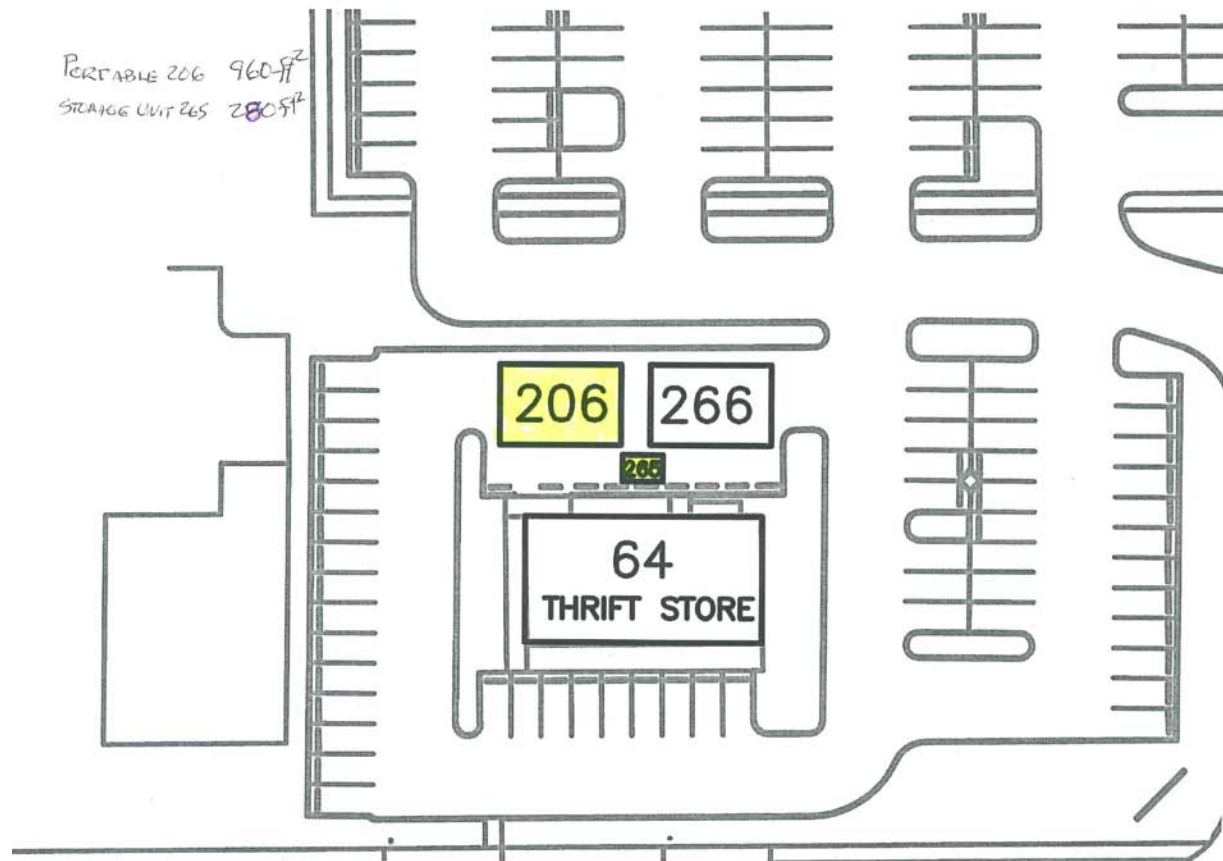 PORTABLE 206 960 ft²
STORAGE UNIT 265 280 ft²
206 266
265
64
THRIFT STORE